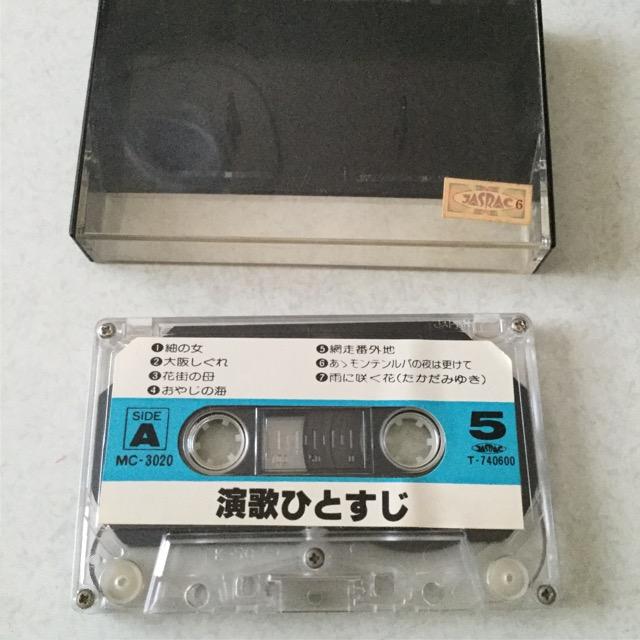 JASRAC 6
JAPAN
❶紬の女
❷大阪しぐれ
❸花街の母
❹おやじの海
❺網走番外地
❻あゝモンテンルパの夜は更けて
❼雨に咲く花(たかだみゆき)
SIDE
A
MC-3020
5
JASRAC
T-740600
演歌ひとすじ